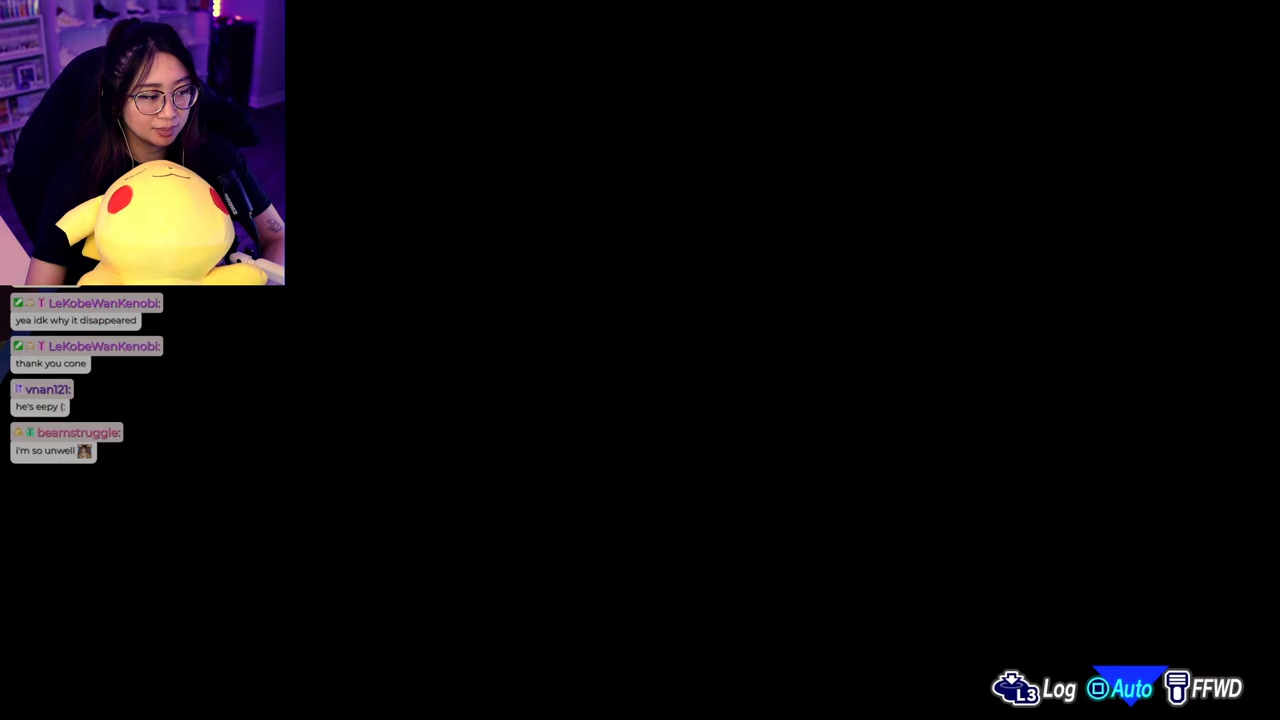 LeKobeWanKenobi:
yea idk why it disappeared
LeKobeWanKenobi:
thank you cone
vnan121:
he's eepy (:
beamstruggle:
i'm so unwell
L3 Log Auto FFWD